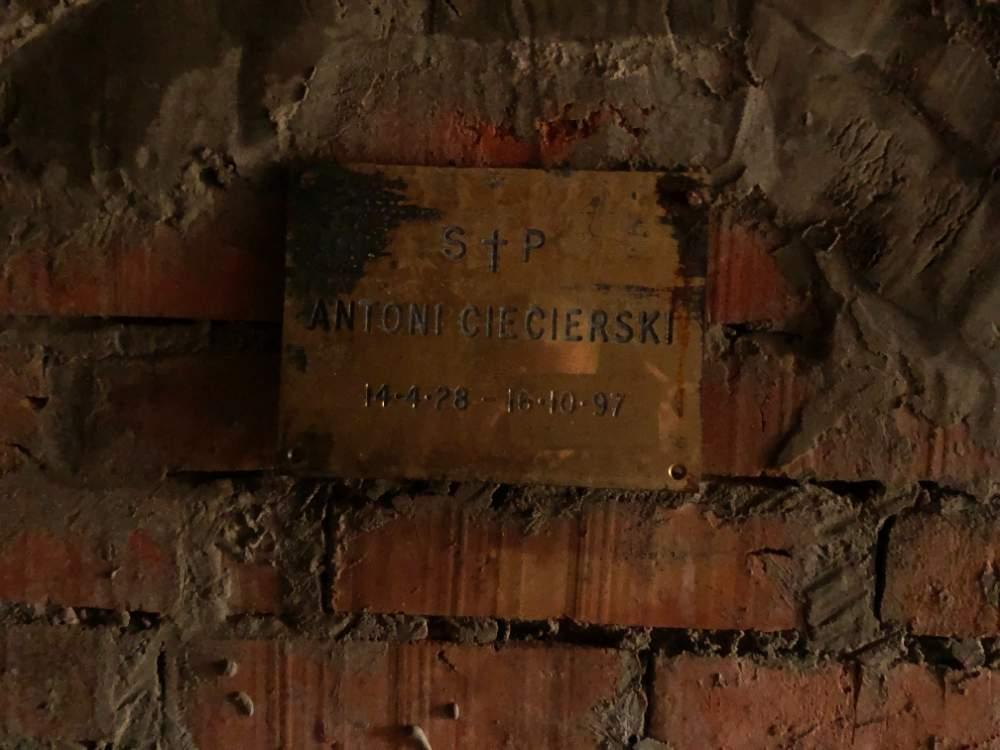 S † P
ANTONI CIECIERSKI
14·4·28 - 16·10·97